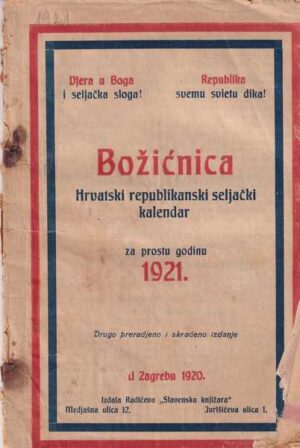 1921
Vjera u Boga
i seljačka sloga!
Republika
svemu svietu dika!
Božićnica
Hrvatski republikanski seljački
kalendar
za prostu godinu
1921.
Drugo preradjeno i skraćeno izdanje
U Zagrebu 1920.
Izdala Radićeva „Slavenska knjižara"
Medjašna ulica 12.
Jurišićeva ulica 1.